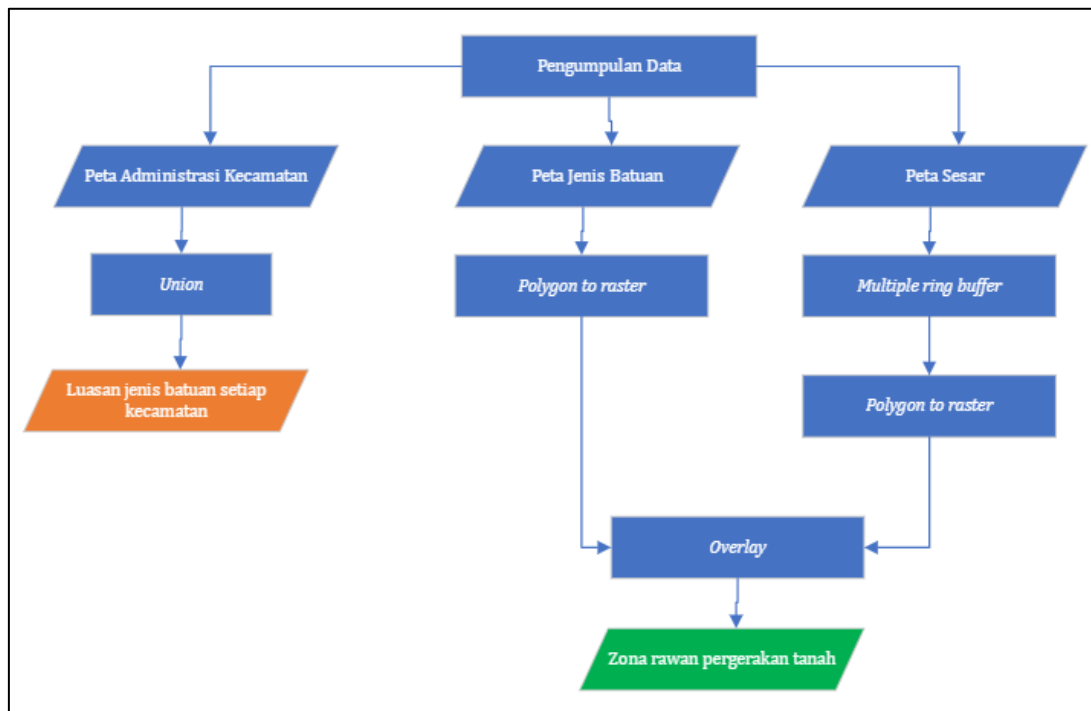 Pengumpulan Data
Peta Administrasi Kecamatan
Peta Jenis Batuan
Peta Sesar
Union
Polygon to raster
Multiple ring buffer
Luasan jenis batuan setiap
kecamatan
Polygon to raster
Overlay
Zona rawan pergerakan tanah